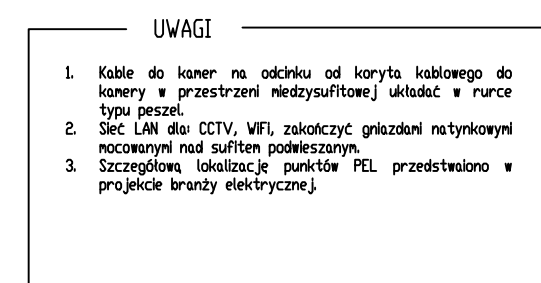 UWAGI
1. Kable do kamer na odcinku od koryta kablowego do
kamery w przestrzeni miedzysufitowej układać w rurce
typu peszel.
2. Sieć LAN dla: CCTV, WiFi, zakończyć gniazdami natynkowymi
mocowanymi nad sufitem podwieszanym.
3. Szczegółową lokalizację punktów PEL przedstwaiono w
projekcie branży elektrycznej.